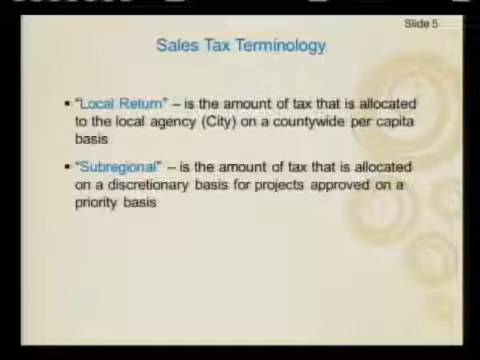 Slide 5
Sales Tax Terminology
▪ "Local Return" – is the amount of tax that is allocated
to the local agency (City) on a countywide per capita
basis
▪ "Subregional" – is the amount of tax that is allocated
on a discretionary basis for projects approved on a
priority basis